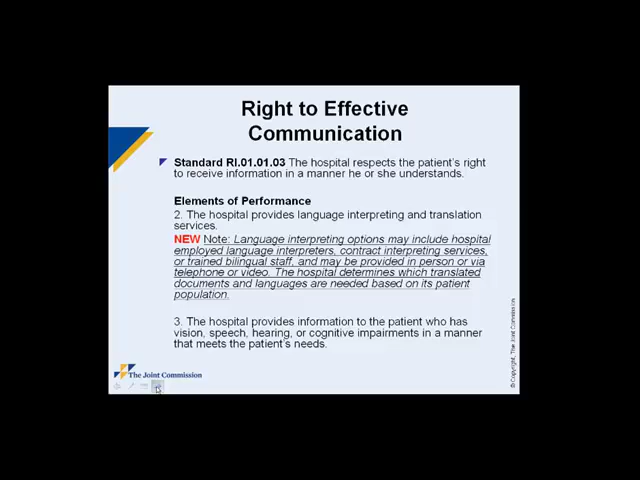 Right to Effective
Communication
Standard RI.01.01.03 The hospital respects the patient's right
to receive information in a manner he or she understands.
Elements of Performance
2. The hospital provides language interpreting and translation
services.
NEW Note: Language interpreting options may include hospital
employed language interpreters, contract interpreting services,
or trained bilingual staff, and may be provided in person or via
telephone or video. The hospital determines which translated
documents and languages are needed based on its patient
population.
3. The hospital provides information to the patient who has
vision, speech, hearing, or cognitive impairments in a manner
that meets the patient's needs.
The Joint Commission
© Copyright, The Joint Commission